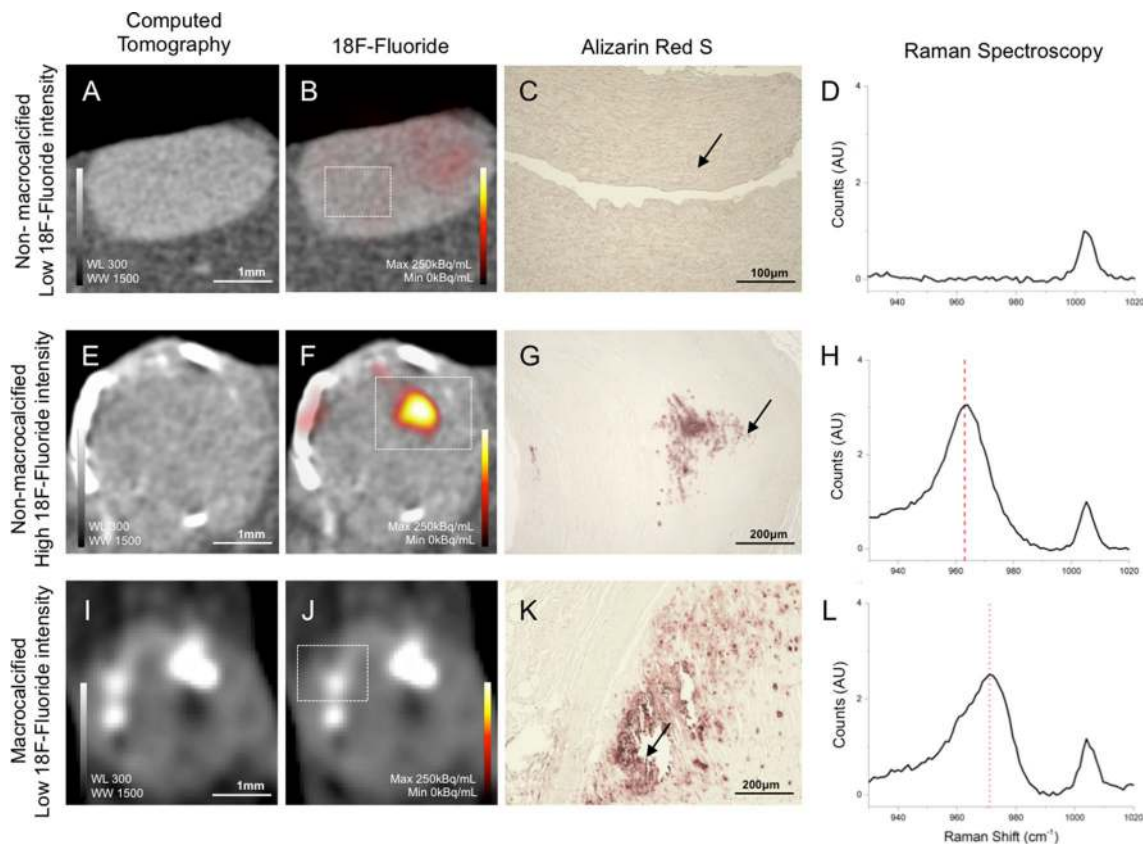 Computed
Tomography
18F-Fluoride
Alizarin Red S
Raman Spectroscopy
Non- macrocalcified
Low 18F-Fluoride intensity
A
WL 300
WW 1500
1mm
B
Max 250kBq/mL
Min 0kBq/mL
C
100µm
D
Counts (AU)
4
2
0
940
960
980
1000
1020
Non-macrocalcified
High 18F-Fluoride intensity
E
WL 300
WW 1500
1mm
F
Max 250kBq/mL
Min 0kBq/mL
G
200µm
H
Counts (AU)
4
2
0
940
960
980
1000
1020
Macrocalcified
Low 18F-Fluoride intensity
I
WL 300
WW 1500
1mm
J
Max 250kBq/mL
Min 0kBq/mL
K
200µm
L
Counts (AU)
4
2
0
940
960
980
1000
1020
Raman Shift (cm⁻¹)